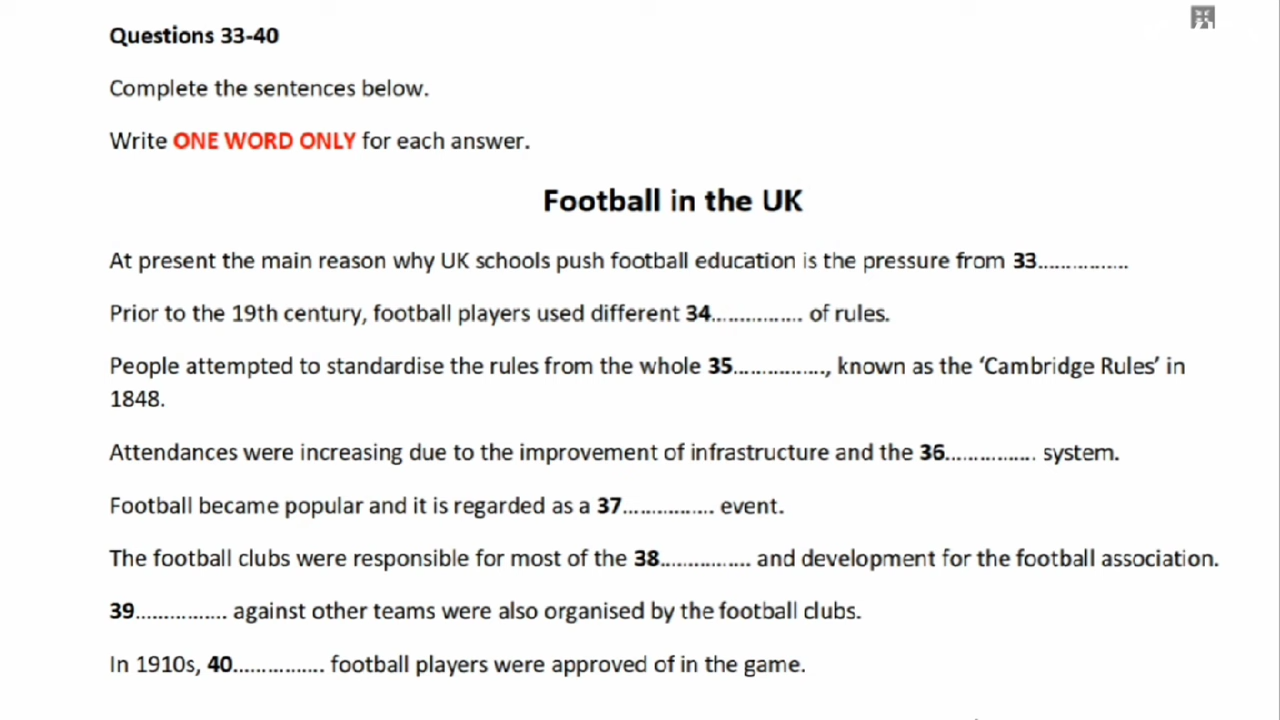 Questions 33-40
Complete the sentences below.
Write ONE WORD ONLY for each answer.
Football in the UK
At present the main reason why UK schools push football education is the pressure from 33................
Prior to the 19th century, football players used different 34................ of rules.
People attempted to standardise the rules from the whole 35................, known as the ‘Cambridge Rules’ in
1848.
Attendances were increasing due to the improvement of infrastructure and the 36................ system.
Football became popular and it is regarded as a 37................ event.
The football clubs were responsible for most of the 38................ and development for the football association.
39................ against other teams were also organised by the football clubs.
In 1910s, 40................ football players were approved of in the game.